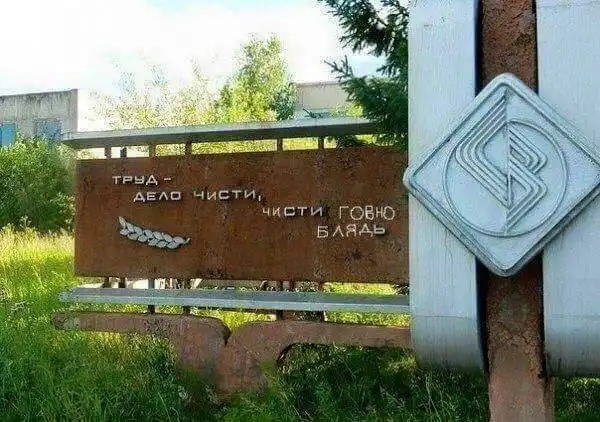 ТРУД -
ДЕЛО ЧИСТИ,
ЧИСТИ ГОВНО
БЛЯДЬ